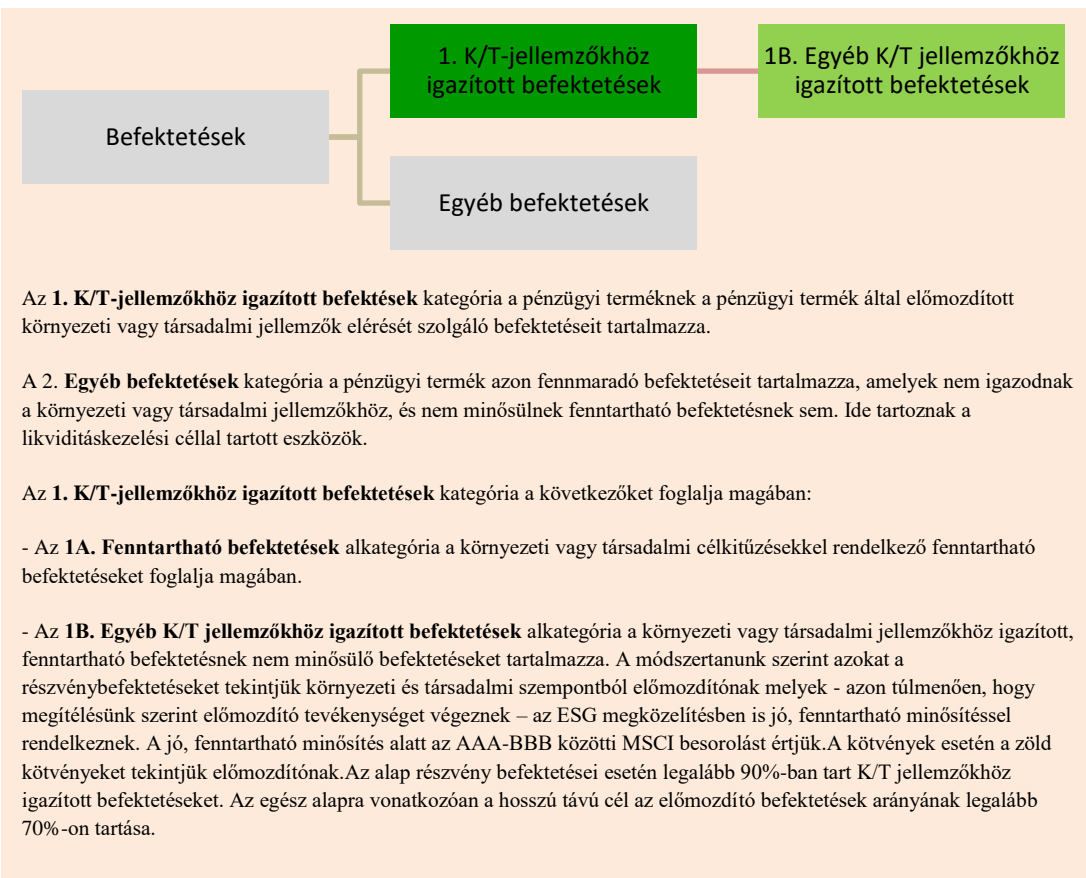 1. K/T-jellemzőkhöz
igazított befektetések
1B. Egyéb K/T jellemzőkhöz
igazított befektetések
Befektetések
Egyéb befektetések
Az 1. K/T-jellemzőkhöz igazított befektések kategória a pénzügyi terméknek a pénzügyi termék által előmozdított
környezeti vagy társadalmi jellemzők elérését szolgáló befektetéseit tartalmazza.
A 2. Egyéb befektetések kategória a pénzügyi termék azon fennmaradó befektetéseit tartalmazza, amelyek nem igazodnak
a környezeti vagy társadalmi jellemzőkhöz, és nem minősülnek fenntartható befektetésnek sem. Ide tartoznak a
likviditáskezelési céllal tartott eszközök.
Az 1. K/T-jellemzőkhöz igazított befektetések kategória a következőket foglalja magában:
- Az 1A. Fenntartható befektetések alkategória a környezeti vagy társadalmi célkitűzésekkel rendelkező fenntartható
befektetéseket foglalja magában.
- Az 1B. Egyéb K/T jellemzőkhöz igazított befektetések alkategória a környezeti vagy társadalmi jellemzőkhöz igazított,
fenntartható befektetésnek nem minősülő befektetéseket tartalmazza. A módszertanunk szerint azokat a
részvénybefektetéseket tekintjük környezeti és társadalmi szempontból előmozdítónak melyek - azon túlmenően, hogy
megítélésünk szerint előmozdító tevékenységet végeznek – az ESG megközelítésben is jó, fenntartható minősítéssel
rendelkeznek. A jó, fenntartható minősítés alatt az AAA-BBB közötti MSCI besorolást értjük.A kötvények esetén a zöld
kötvényeket tekintjük előmozdítónak.Az alap részvény befektetései esetén legalább 90%-ban tart K/T jellemzőkhöz
igazított befektetéseket. Az egész alapra vonatkozóan a hosszú távú cél az előmozdító befektetések arányának legalább
70%-on tartása.